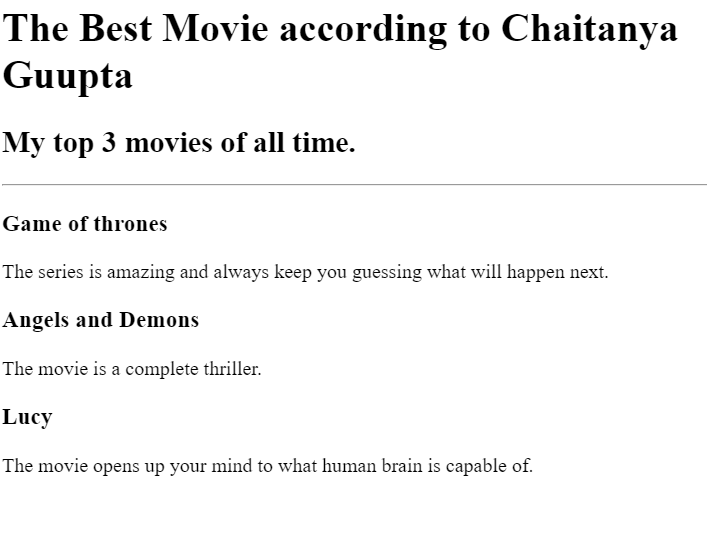 The Best Movie according to Chaitanya
Guupta
My top 3 movies of all time.
Game of thrones
The series is amazing and always keep you guessing what will happen next.
Angels and Demons
The movie is a complete thriller.
Lucy
The movie opens up your mind to what human brain is capable of.